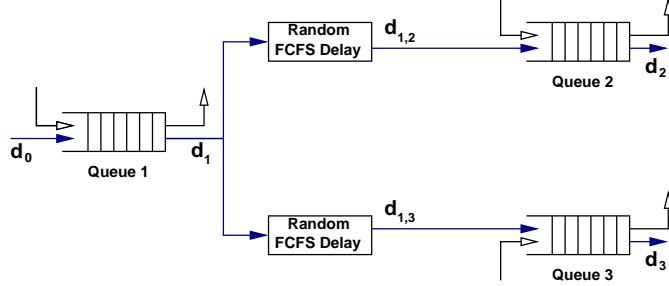 Random
FCFS Delay
d1,2
d2
Queue 2
d0
Queue 1
d1
Random
FCFS Delay
d1,3
d3
Queue 3